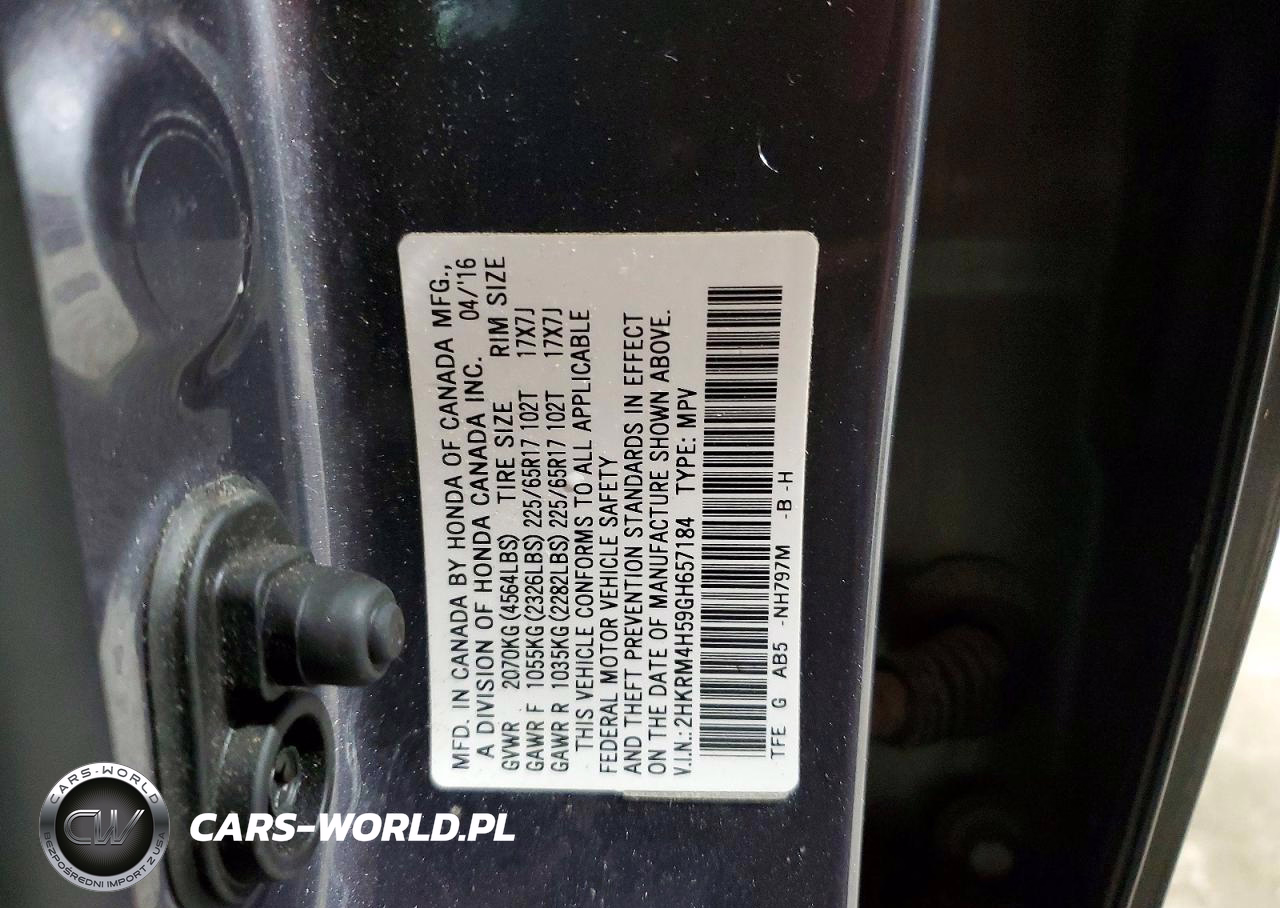 MFD. IN CANADA BY HONDA OF CANADA MFG.,
A DIVISION OF HONDA CANADA INC. 04/'16
GVWR 2070KG(4564LBS) TIRE SIZE RIM SIZE
GAWR F 1055KG(2326LBS) 225/65R17 102T 17X7J
GAWR R 1035KG(2282LBS) 225/65R17 102T 17X7J
THIS VEHICLE CONFORMS TO ALL APPLICABLE
FEDERAL MOTOR VEHICLE SAFETY
AND THEFT PREVENTION STANDARDS IN EFFECT
ON THE DATE OF MANUFACTURE SHOWN ABOVE.
V.I.N.:2HKRM4H59GH657184 TYPE: MPV
TFE G AB5 -NH797M -B -H
CARS-WORLD
CW
BEZPOŚREDNI IMPORT Z USA
CARS-WORLD.PL